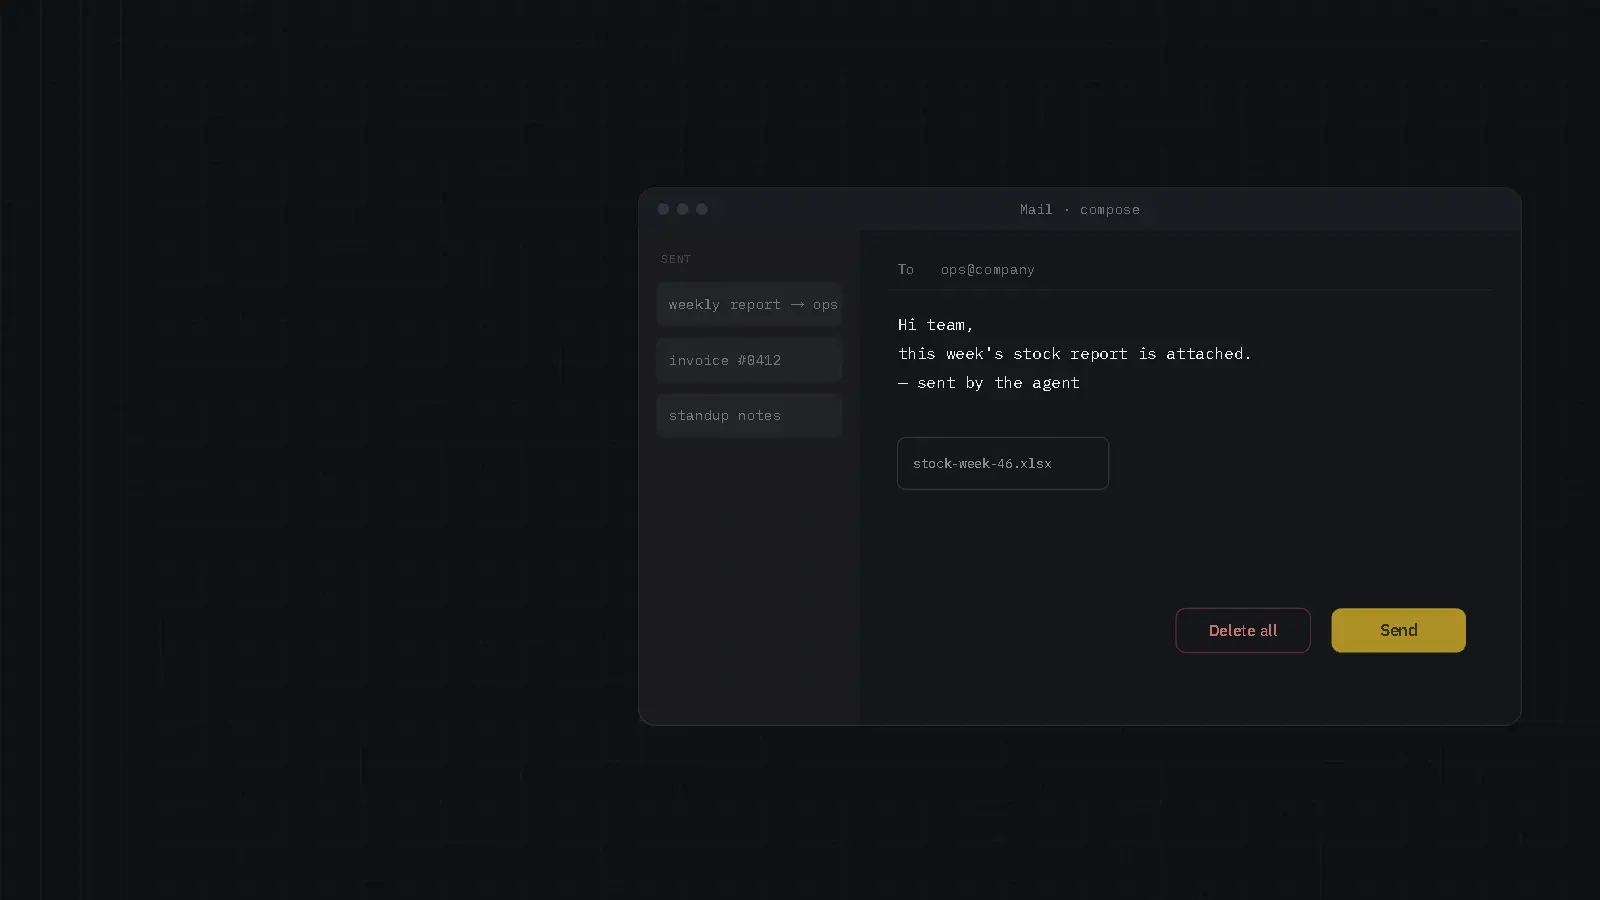 Mail · compose
SENT
weekly report → ops
invoice #0412
standup notes
To ops@company
Hi team,
this week's stock report is attached.
— sent by the agent
stock-week-46.xlsx
Delete all
Send